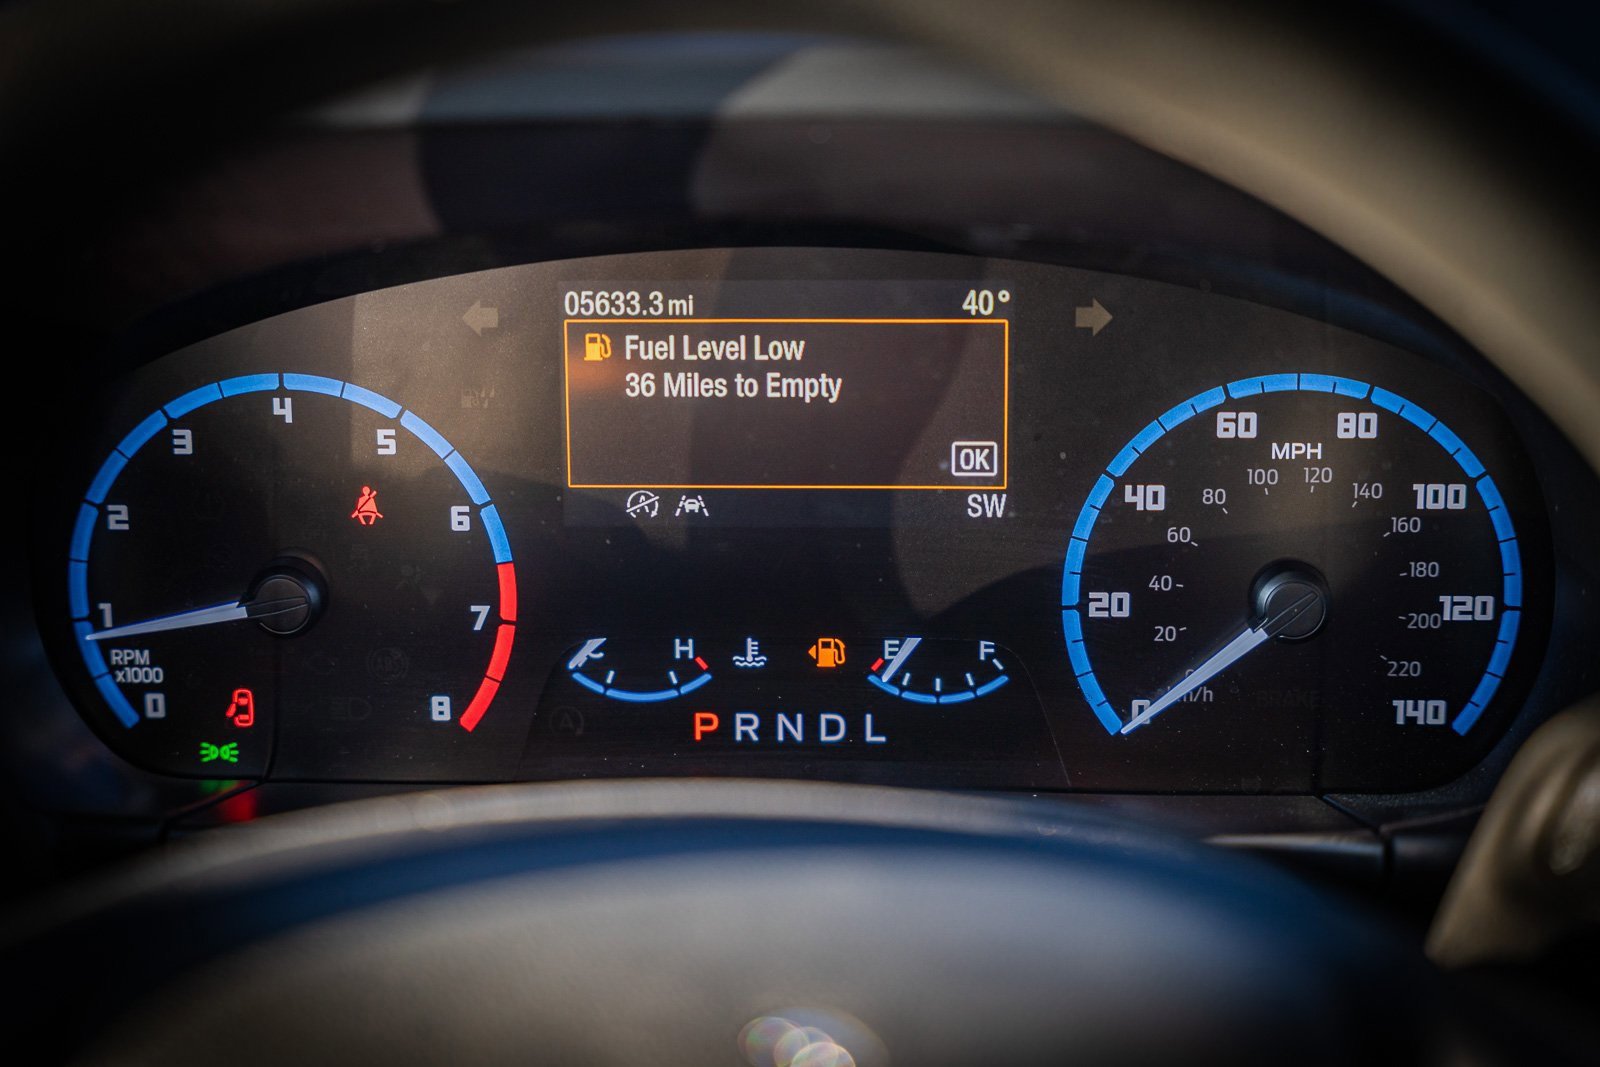 05633.3 mi 40°
Fuel Level Low
36 Miles to Empty
OK
SW
0 1 2 3 4 5 6 7 8
RPM
x1000
0 20 40 60 80 100 120 140
MPH
20 40 60 80 100 120 140 160 180 200 220
km/h
BRAKE
C H
E F
P R N D L